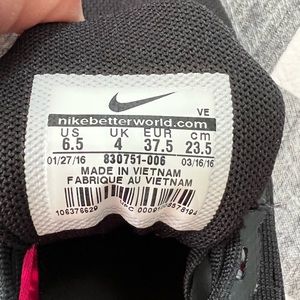 VE
nikebetterworld.com
US UK EUR cm
6.5 4 37.5 23.5
01/27/16 830751-006 03/16/16
MADE IN VIETNAM
FABRIQUE AU VIETNAM